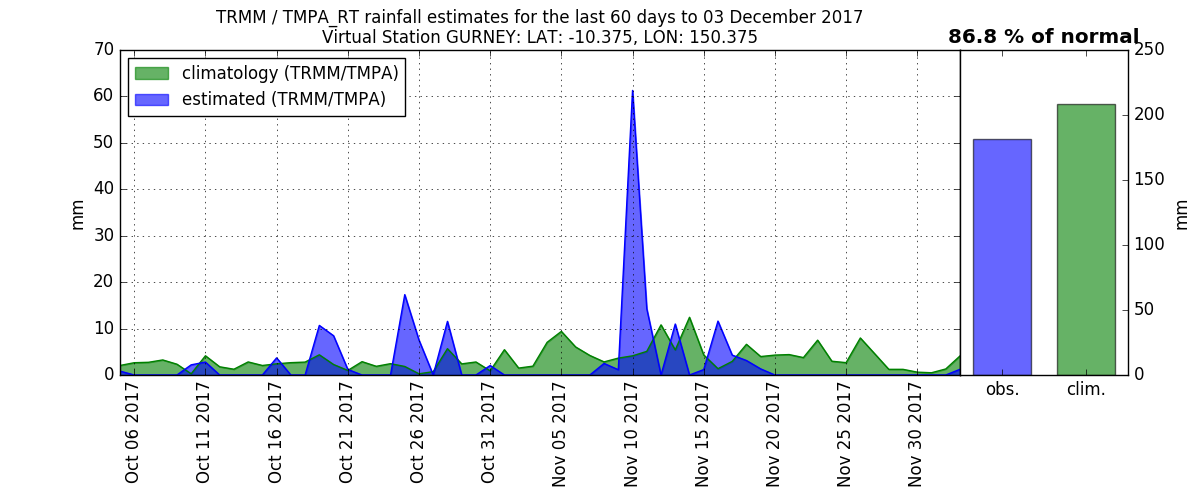 TRMM / TMPA_RT rainfall estimates for the last 60 days to 03 December 2017
Virtual Station GURNEY: LAT: -10.375, LON: 150.375
86.8 % of normal
climatology (TRMM/TMPA)
estimated (TRMM/TMPA)
mm
70
60
50
40
30
20
10
0
Oct 06 2017
Oct 11 2017
Oct 16 2017
Oct 21 2017
Oct 26 2017
Oct 31 2017
Nov 05 2017
Nov 10 2017
Nov 15 2017
Nov 20 2017
Nov 25 2017
Nov 30 2017
250
200
150
100
50
0
mm
obs.
clim.